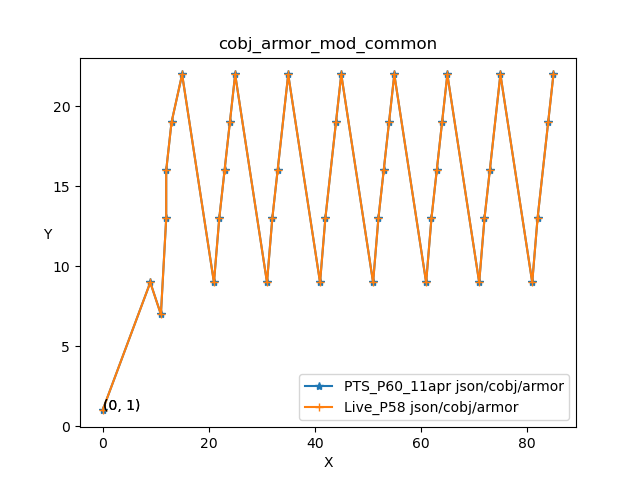 cobj_armor_mod_common
20
15
Y
10
5
(0, 1)
0
PTS_P60_11apr json/cobj/armor
Live_P58 json/cobj/armor
0 20 40 60 80
X